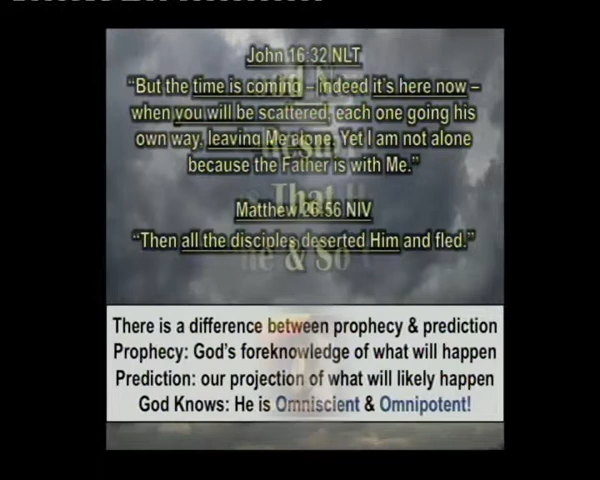 John 16:32 NLT
“But the time is coming – indeed it’s here now –
when you will be scattered, each one going his
own way, leaving Me alone. Yet I am not alone
because the Father is with Me.”
Matthew 26:56 NIV
“Then all the disciples deserted Him and fled.”
That
& So
There is a difference between prophecy & prediction
Prophecy: God’s foreknowledge of what will happen
Prediction: our projection of what will likely happen
God Knows: He is Omniscient & Omnipotent!